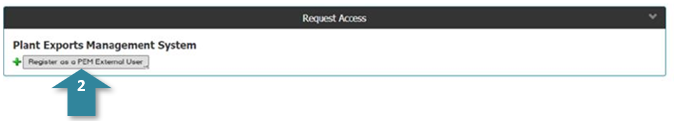 Request Access
Plant Exports Management System
Register as a PEM External User
2